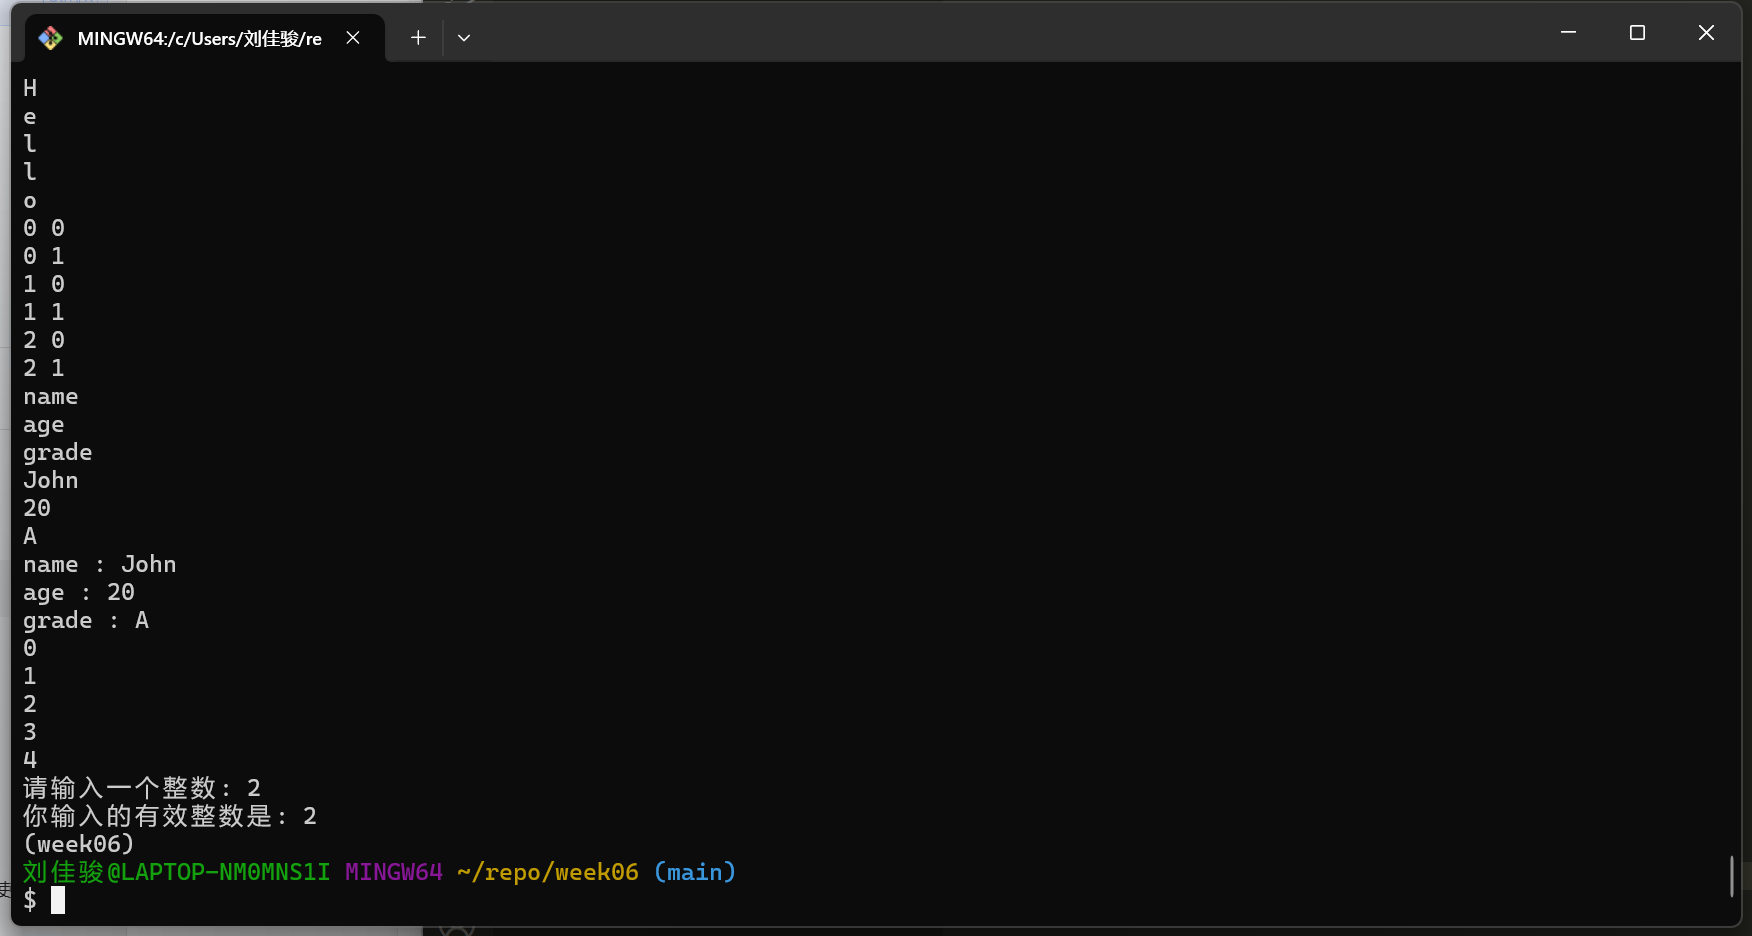 MINGW64:/c/Users/刘佳骏/re
H
e
l
l
o
0 0
0 1
1 0
1 1
2 0
2 1
name
age
grade
John
20
A
name : John
age : 20
grade : A
0
1
2
3
4
请输入一个整数: 2
你输入的有效整数是: 2
(week06)
刘佳骏@LAPTOP-NM0MNS1I MINGW64 ~/repo/week06 (main)
$